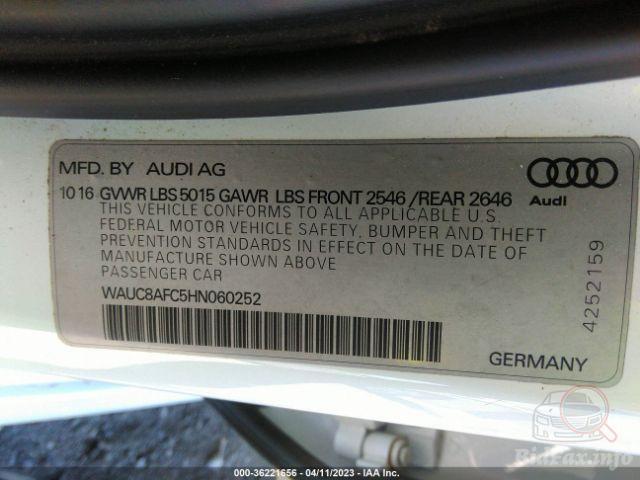 MFD. BY AUDI AG
10 16 GVWR LBS 5015 GAWR LBS FRONT 2546 /REAR 2646
Audi
THIS VEHICLE CONFORMS TO ALL APPLICABLE U.S.
FEDERAL MOTOR VEHICLE SAFETY, BUMPER AND THEFT
PREVENTION STANDARDS IN EFFECT ON THE DATE OF
MANUFACTURE SHOWN ABOVE
PASSENGER CAR
WAUC8AFC5HN060252
4252159
GERMANY
BidFax.info
000-36221656 - 04/11/2023 - IAA Inc.